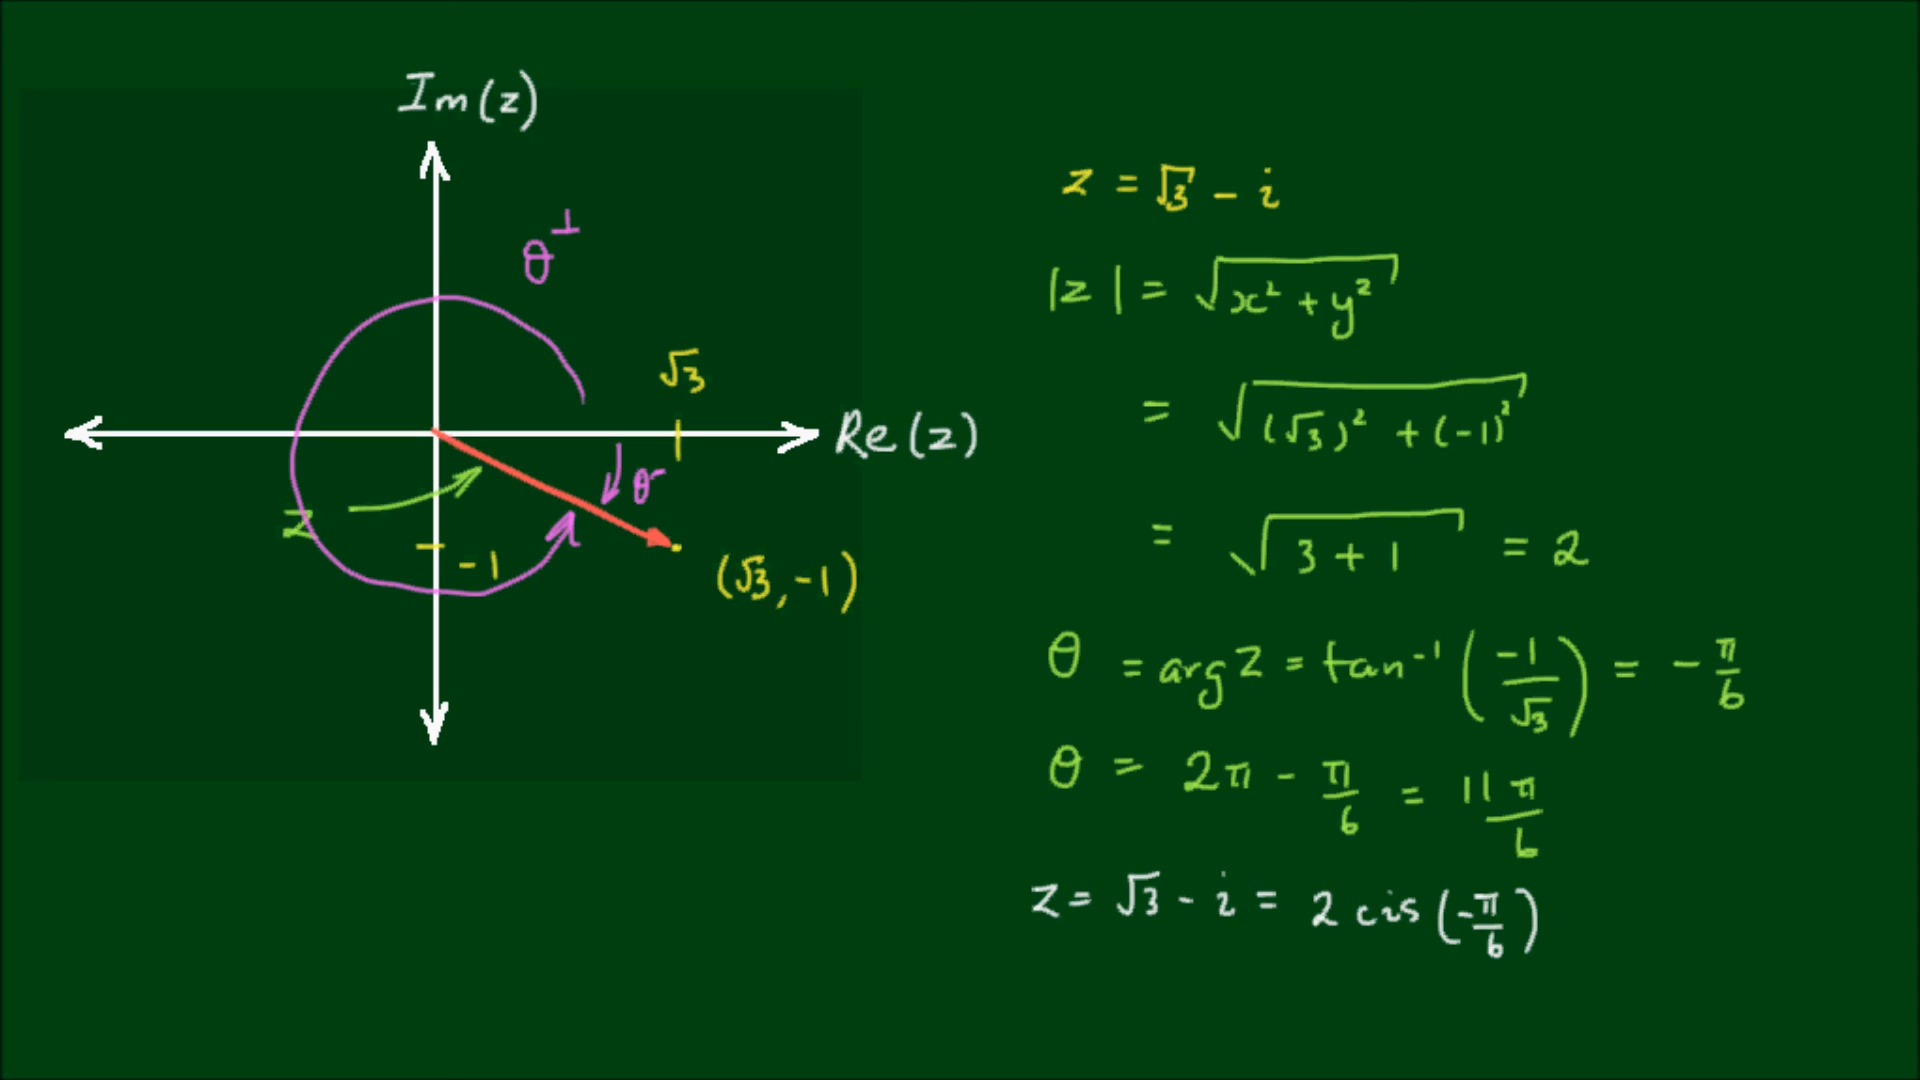 Im(z)
θ⊥
√3
Re(z)
θ-
z
-1
(√3, -1)
z = √3 - i
|z| = √(x² + y²)
= √((√3)² + (-1)²)
= √(3 + 1) = 2
θ = arg z = tan⁻¹(-1/√3) = -π/6
θ = 2π - π/6 = 11π/6
z = √3 - i = 2 cis(-π/6)